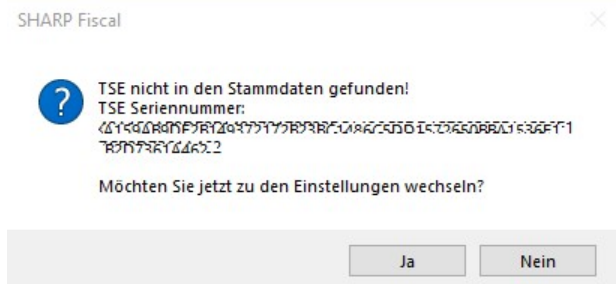 SHARP Fiscal
TSE nicht in den Stammdaten gefunden!
TSE Seriennummer:
Möchten Sie jetzt zu den Einstellungen wechseln?
Ja
Nein